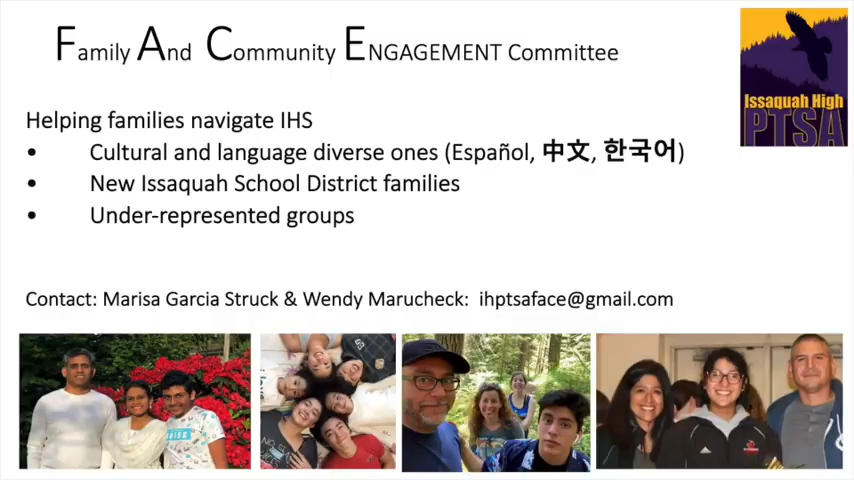 Family And Community ENGAGEMENT Committee
Issaquah High
PTSA
Helping families navigate IHS
• Cultural and language diverse ones (Español, 中文, 한국어)
• New Issaquah School District families
• Under-represented groups
Contact: Marisa Garcia Struck & Wendy Marucheck: ihptsaface@gmail.com